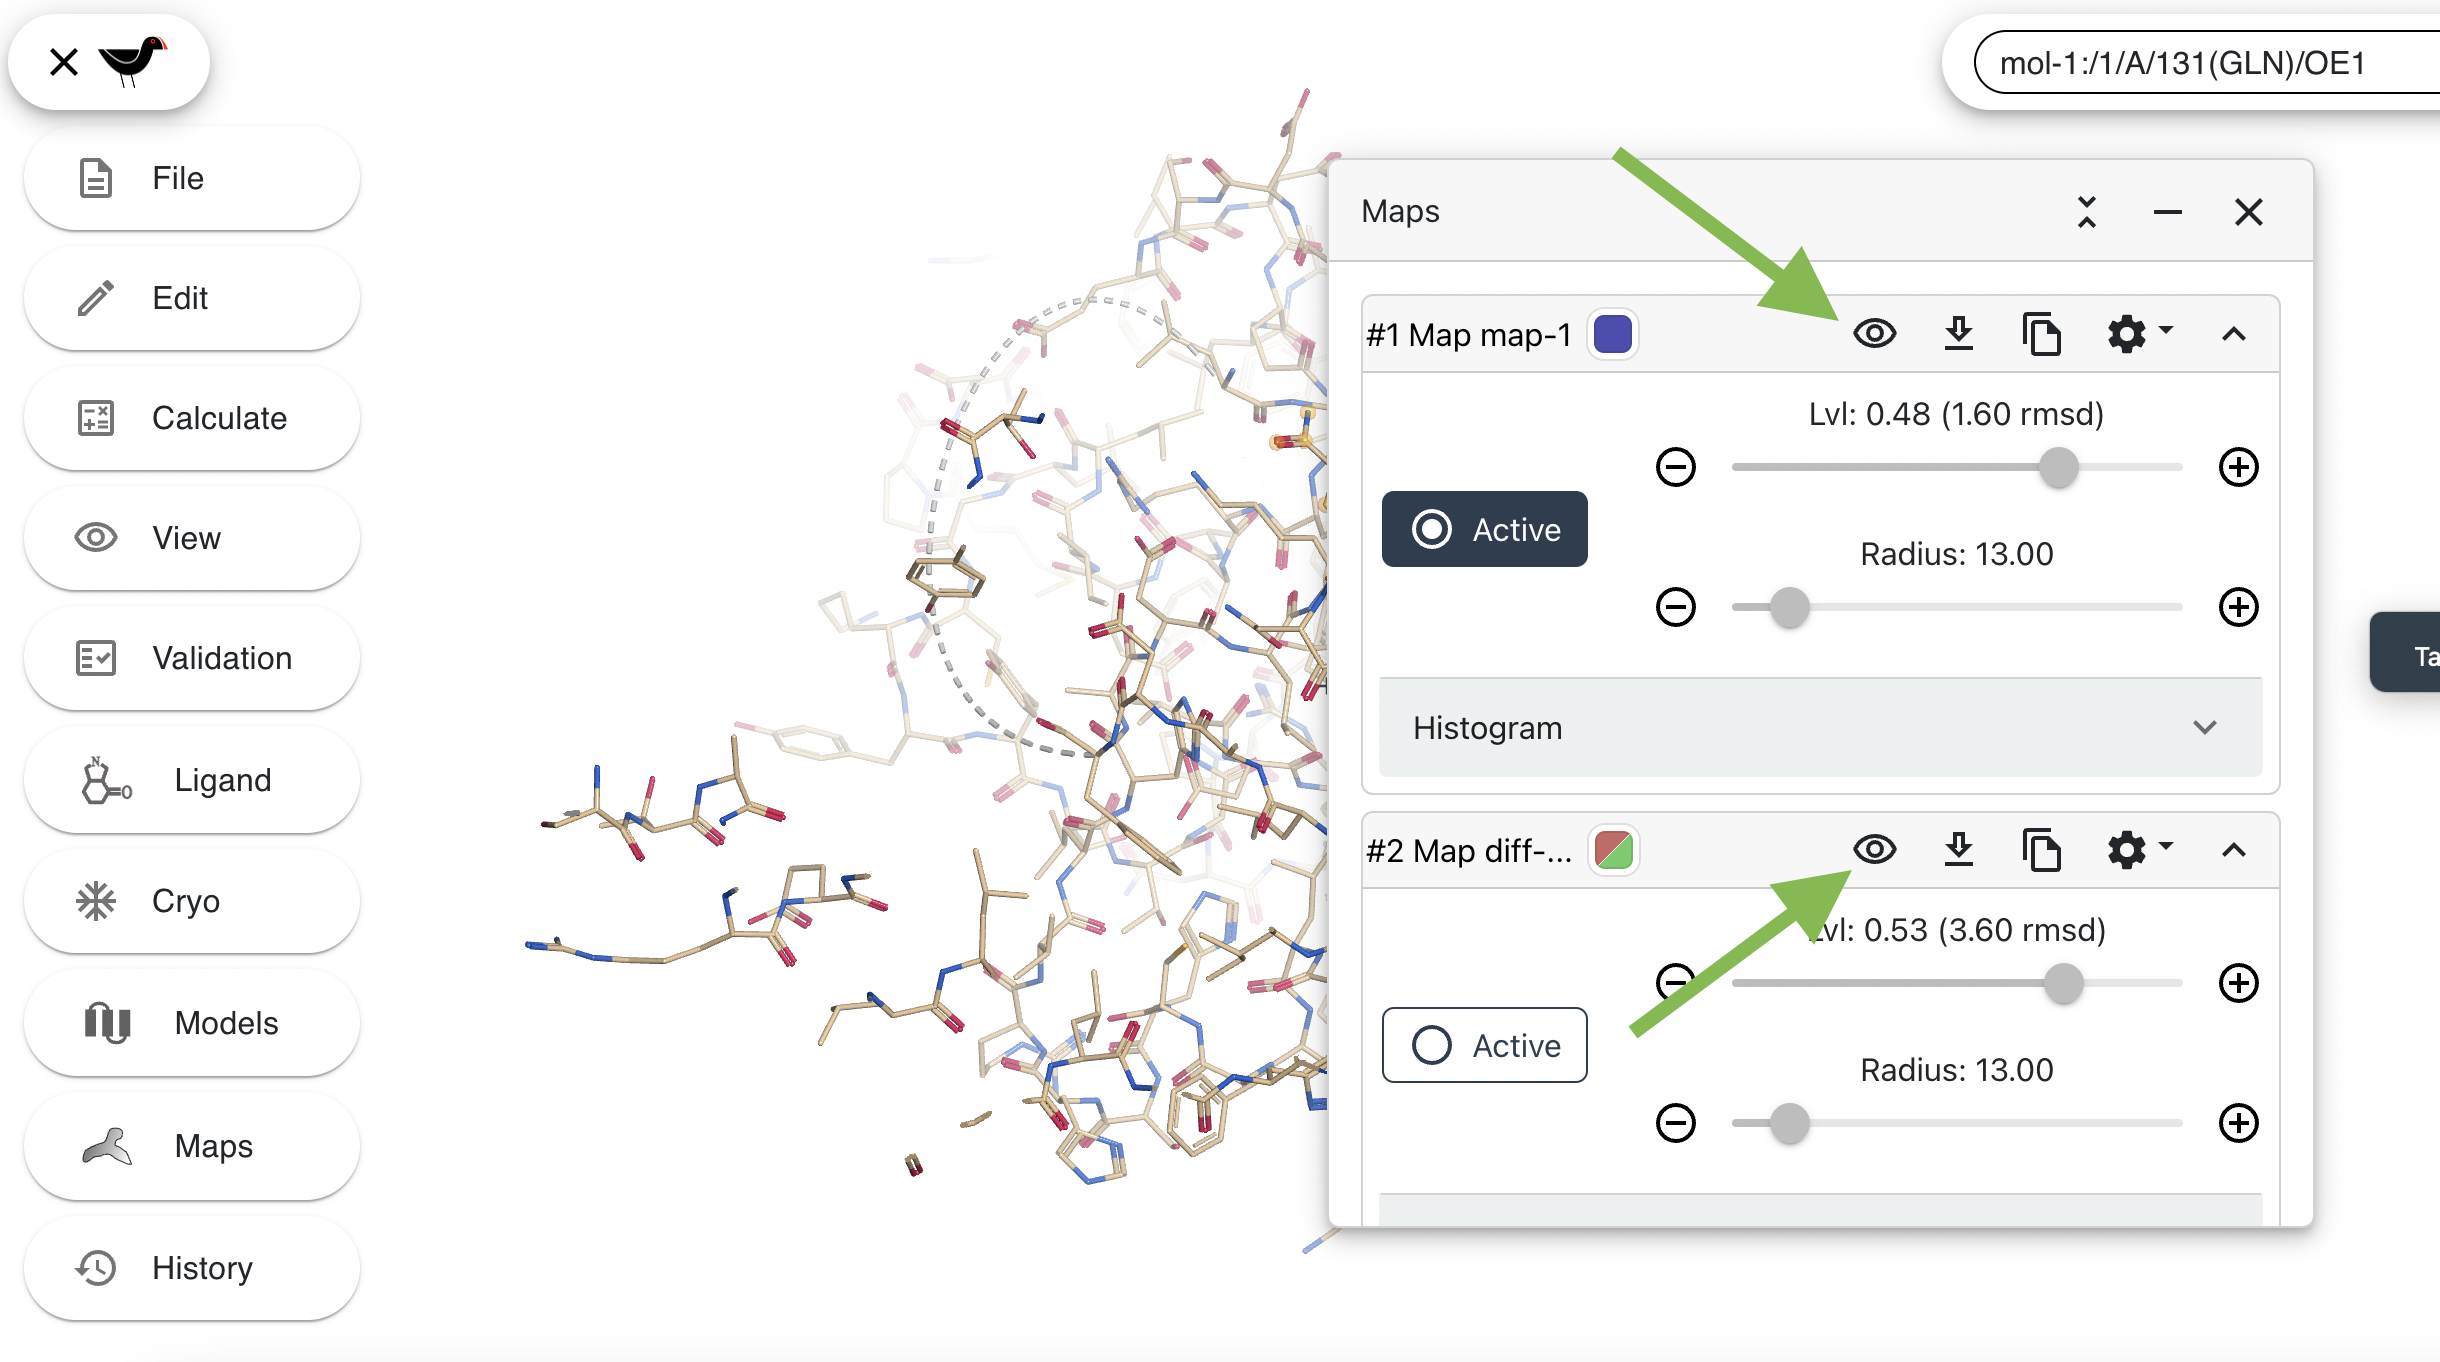 mol-1:/1/A/131(GLN)/OE1
File
Edit
Calculate
View
Validation
Ligand
Cryo
Models
Maps
History
Maps
#1 Map map-1
Lvl: 0.48 (1.60 rmsd)
Active
Radius: 13.00
Histogram
#2 Map diff-...
Lvl: 0.53 (3.60 rmsd)
Active
Radius: 13.00
Ta
N
O